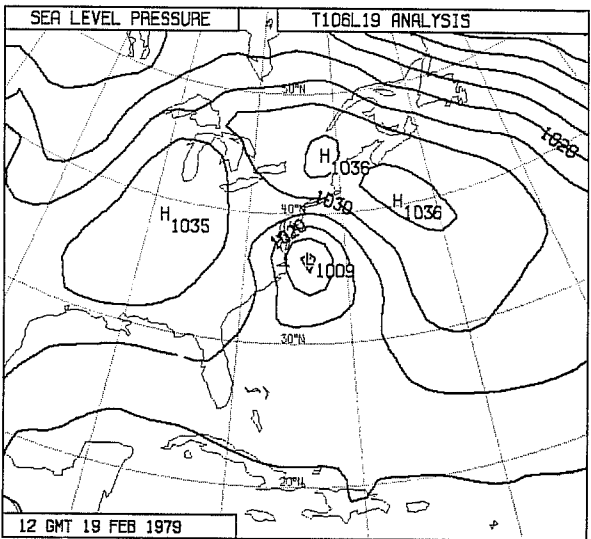 SEA LEVEL PRESSURE
T106L19 ANALYSIS
50°N
1028
H 1036
1030
H 1036
H 1035
40°N
1020
L 1009
30°N
20°N
12 GMT 19 FEB 1979